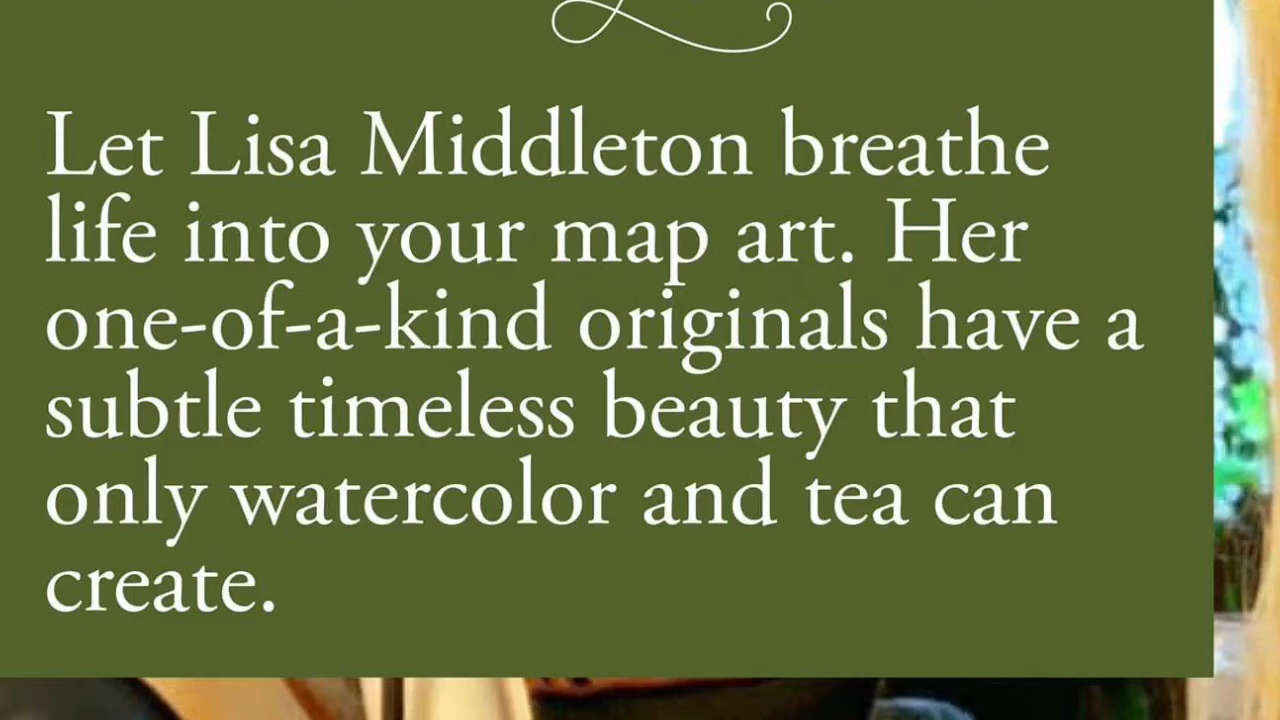 Let Lisa Middleton breathe
life into your map art. Her
one-of-a-kind originals have a
subtle timeless beauty that
only watercolor and tea can
create.